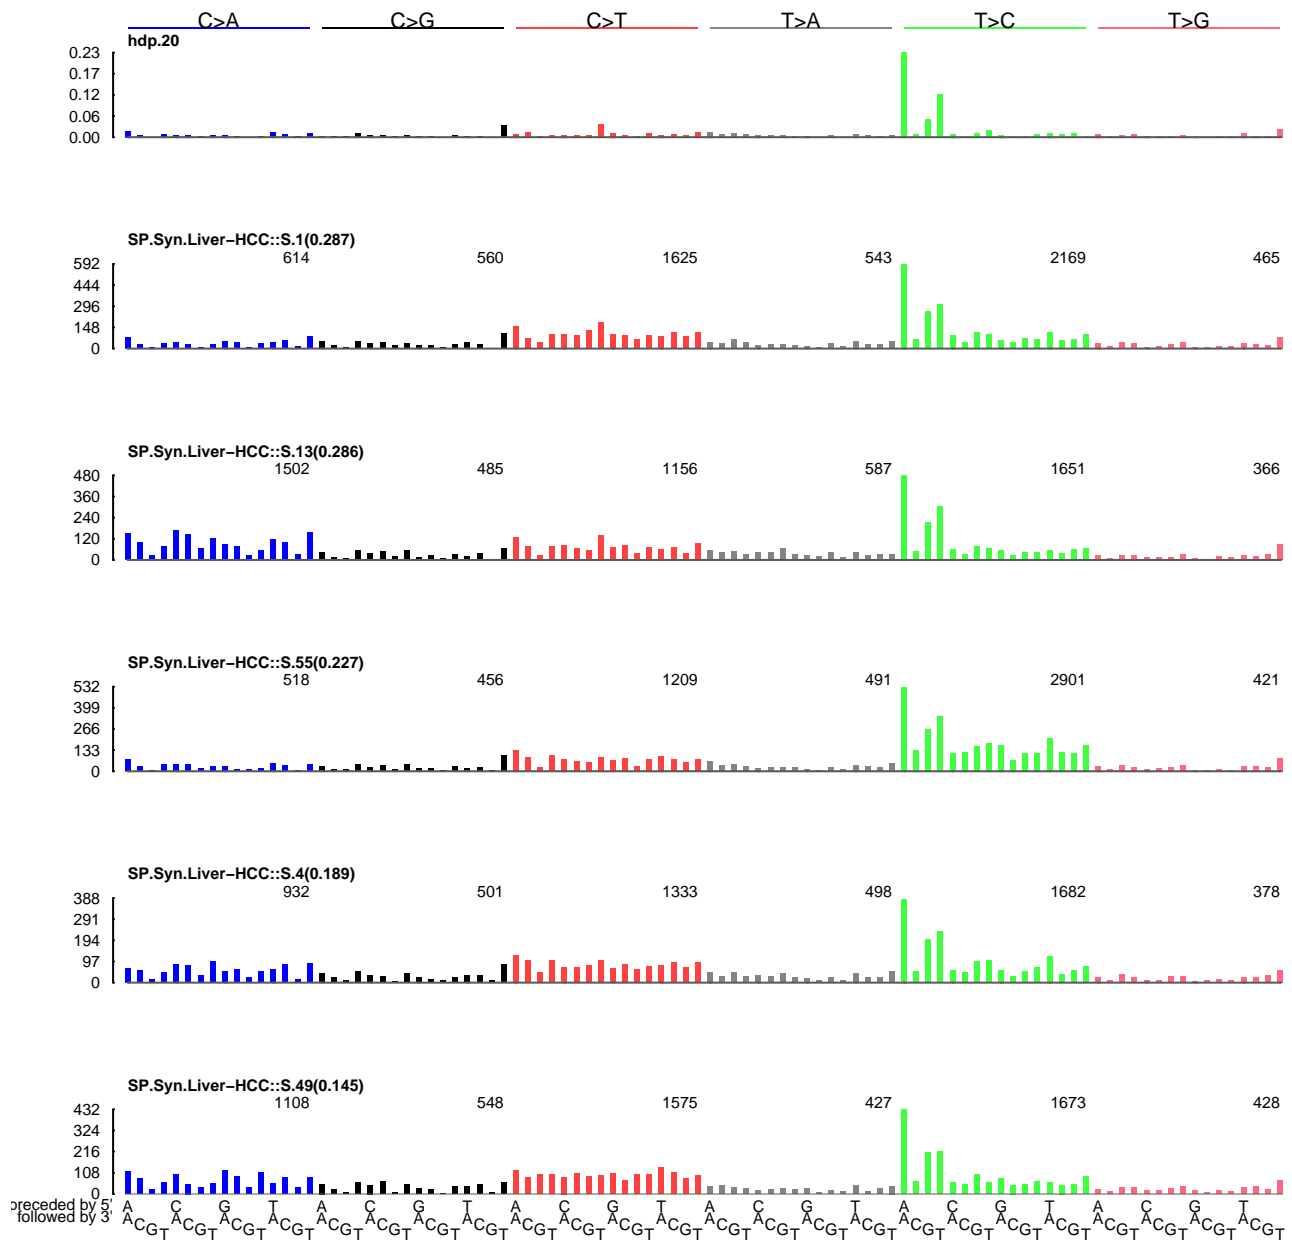 C>A C>G C>T T>A T>C T>G
hdp.20
0.23
0.17
0.12
0.06
0.00
SP.Syn.Liver−HCC::S.1(0.287)
614 560 1625 543 2169 465
592
444
296
148
0
SP.Syn.Liver−HCC::S.13(0.286)
1502 485 1156 587 1651 366
480
360
240
120
0
SP.Syn.Liver−HCC::S.55(0.227)
518 456 1209 491 2901 421
532
399
266
133
0
SP.Syn.Liver−HCC::S.4(0.189)
932 501 1333 498 1682 378
388
291
194
97
0
SP.Syn.Liver−HCC::S.49(0.145)
1108 548 1575 427 1673 428
432
324
216
108
0
preceded by 5' A C G T A C G T A C G T A C G T A C G T A C G T
followed by 3' A C G T A C G T A C G T A C G T A C G T A C G T A C G T A C G T A C G T A C G T A C G T A C G T A C G T A C G T A C G T A C G T A C G T A C G T A C G T A C G T A C G T A C G T A C G T A C G T